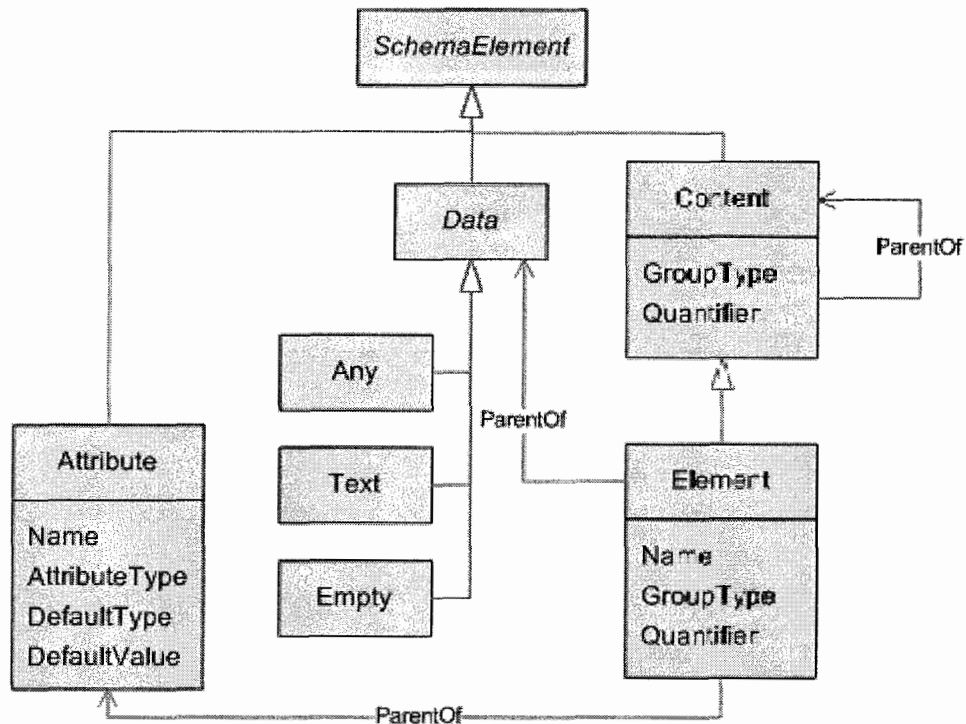 SchemaElement
Data
Content
GroupType
Quantifier
ParentOf
Any
Text
Empty
ParentOf
Attribute
Name
AttributeType
DefaultType
DefaultValue
Element
Name
GroupType
Quantifier
ParentOf